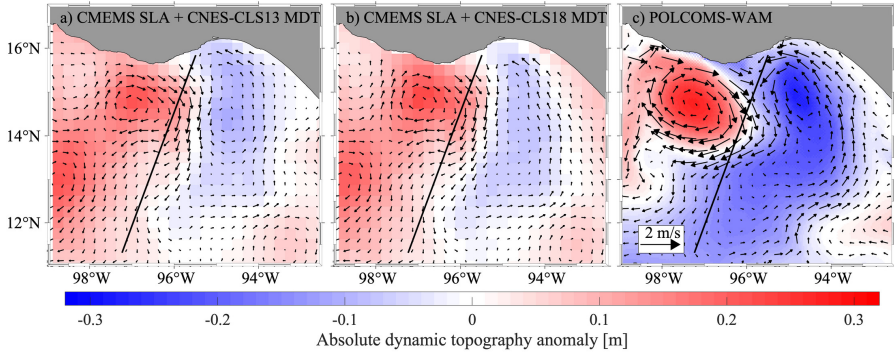 a) CMEMS SLA + CNES-CLS13 MDT
b) CMEMS SLA + CNES-CLS18 MDT
c) POLCOMS-WAM
16°N
14°N
12°N
2 m/s
98°W 96°W 94°W
98°W 96°W 94°W
98°W 96°W 94°W
-0.3 -0.2 -0.1 0 0.1 0.2 0.3
Absolute dynamic topography anomaly [m]